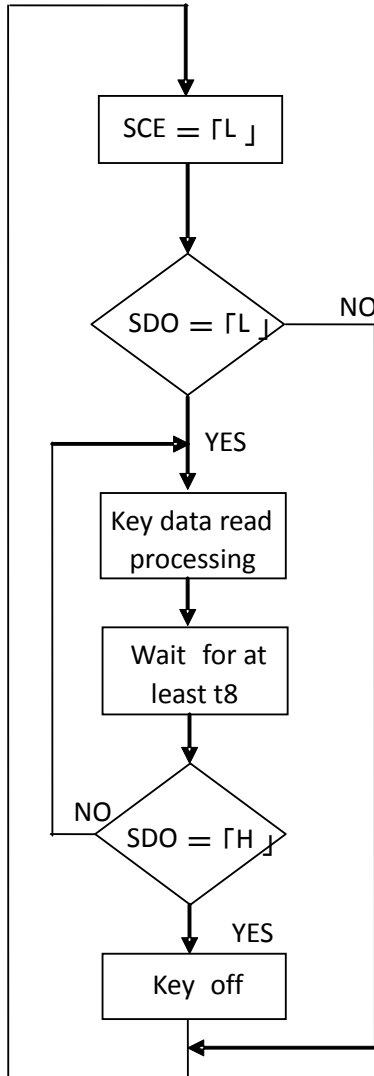 SCE = ｢L｣
SDO = ｢L｣
NO
YES
Key data read
processing
Wait for at
least t8
NO
SDO = ｢H｣
YES
Key off